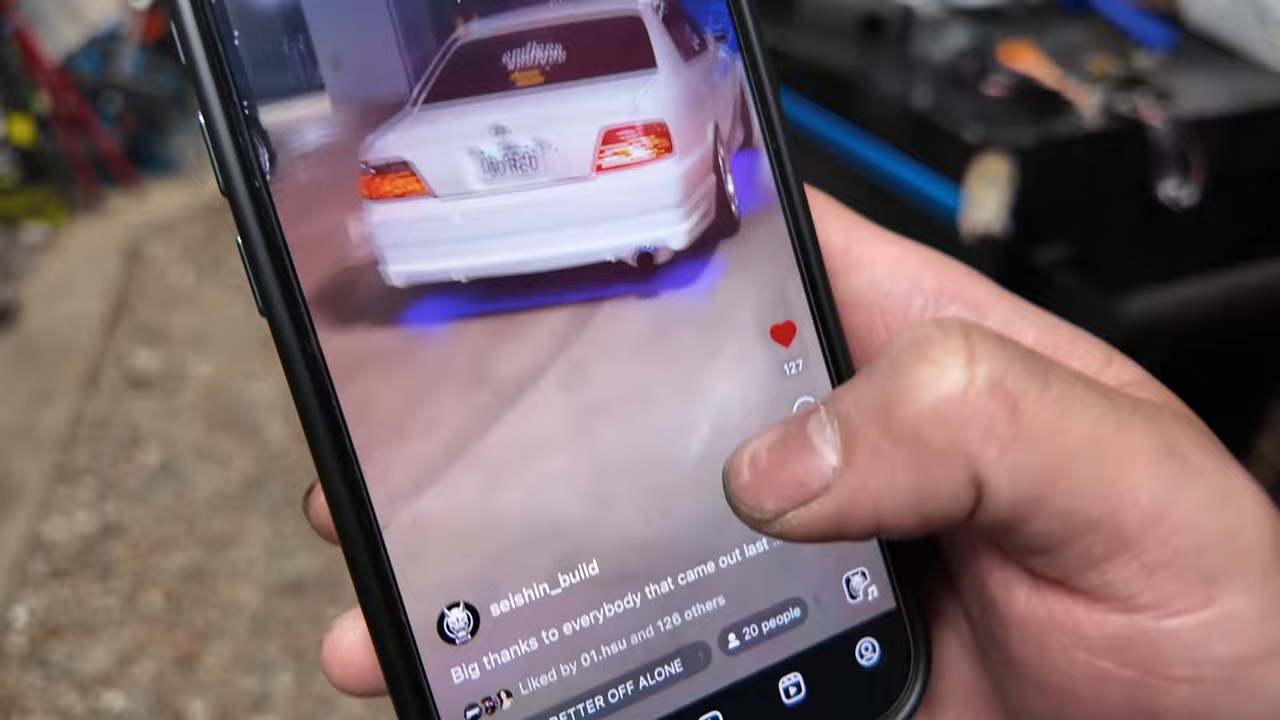 endless
127
seishin_build
Big thanks to everybody that came out last ...
Liked by 01.hsu and 126 others
20 people
BETTER OFF ALONE